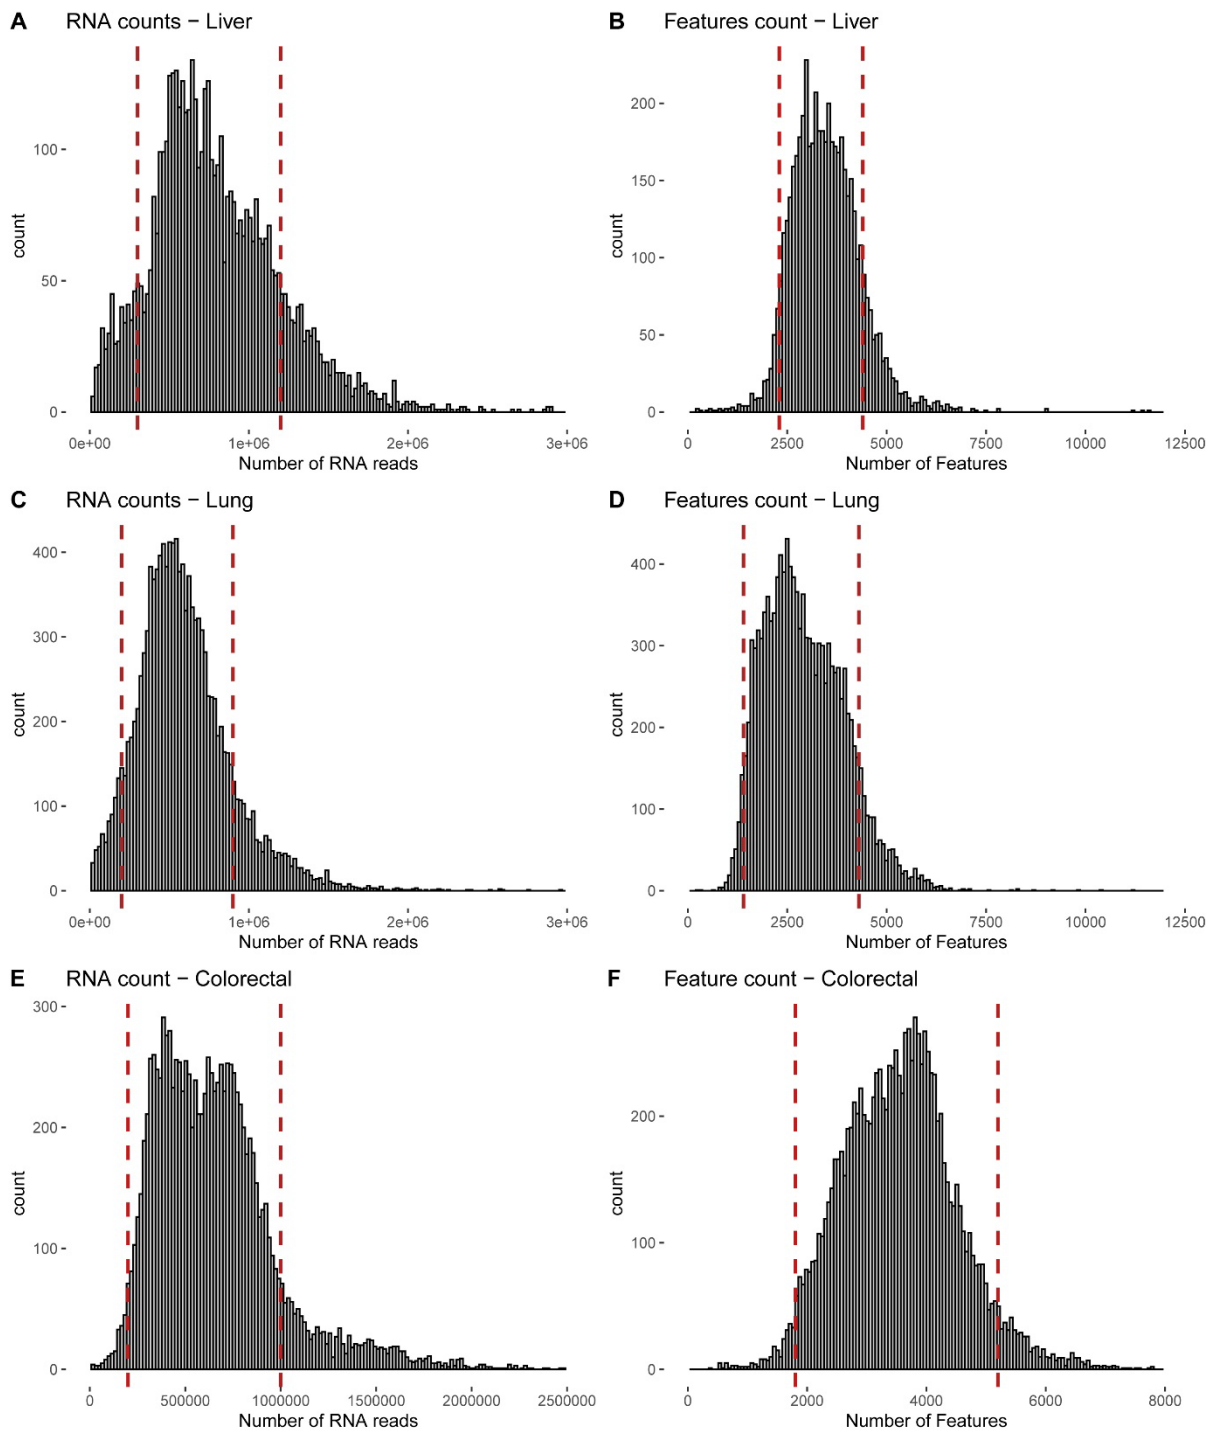 A RNA counts − Liver
100
50
0
count
0e+00 1e+06 2e+06 3e+06
Number of RNA reads
B Features count − Liver
200
150
100
50
0
count
0 2500 5000 7500 10000 12500
Number of Features
C RNA counts − Lung
400
300
200
100
0
count
0e+00 1e+06 2e+06 3e+06
Number of RNA reads
D Features count − Lung
400
300
200
100
0
count
0 2500 5000 7500 10000 12500
Number of Features
E RNA count − Colorectal
300
200
100
0
count
0 500000 1000000 1500000 2000000 2500000
Number of RNA reads
F Feature count − Colorectal
200
100
0
count
0 2000 4000 6000 8000
Number of Features